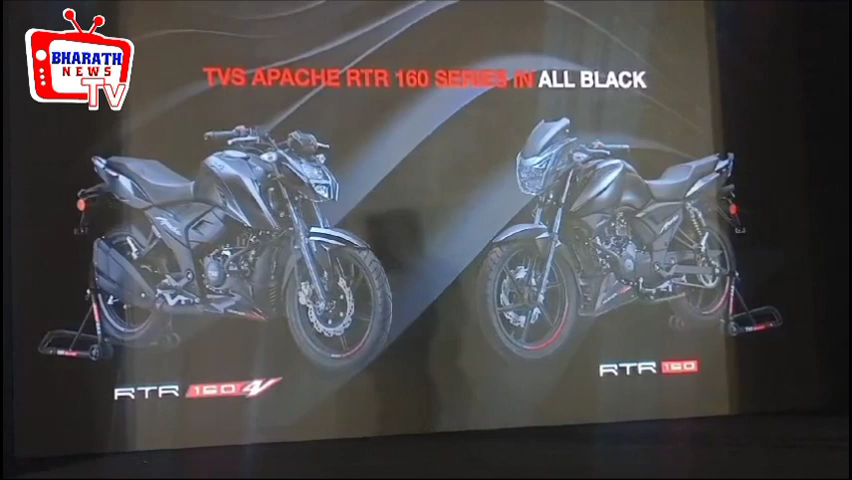 BHARATH
NEWS
TV
TVS APACHE RTR 160 SERIES IN ALL BLACK
RTR 160 4V
RTR 160